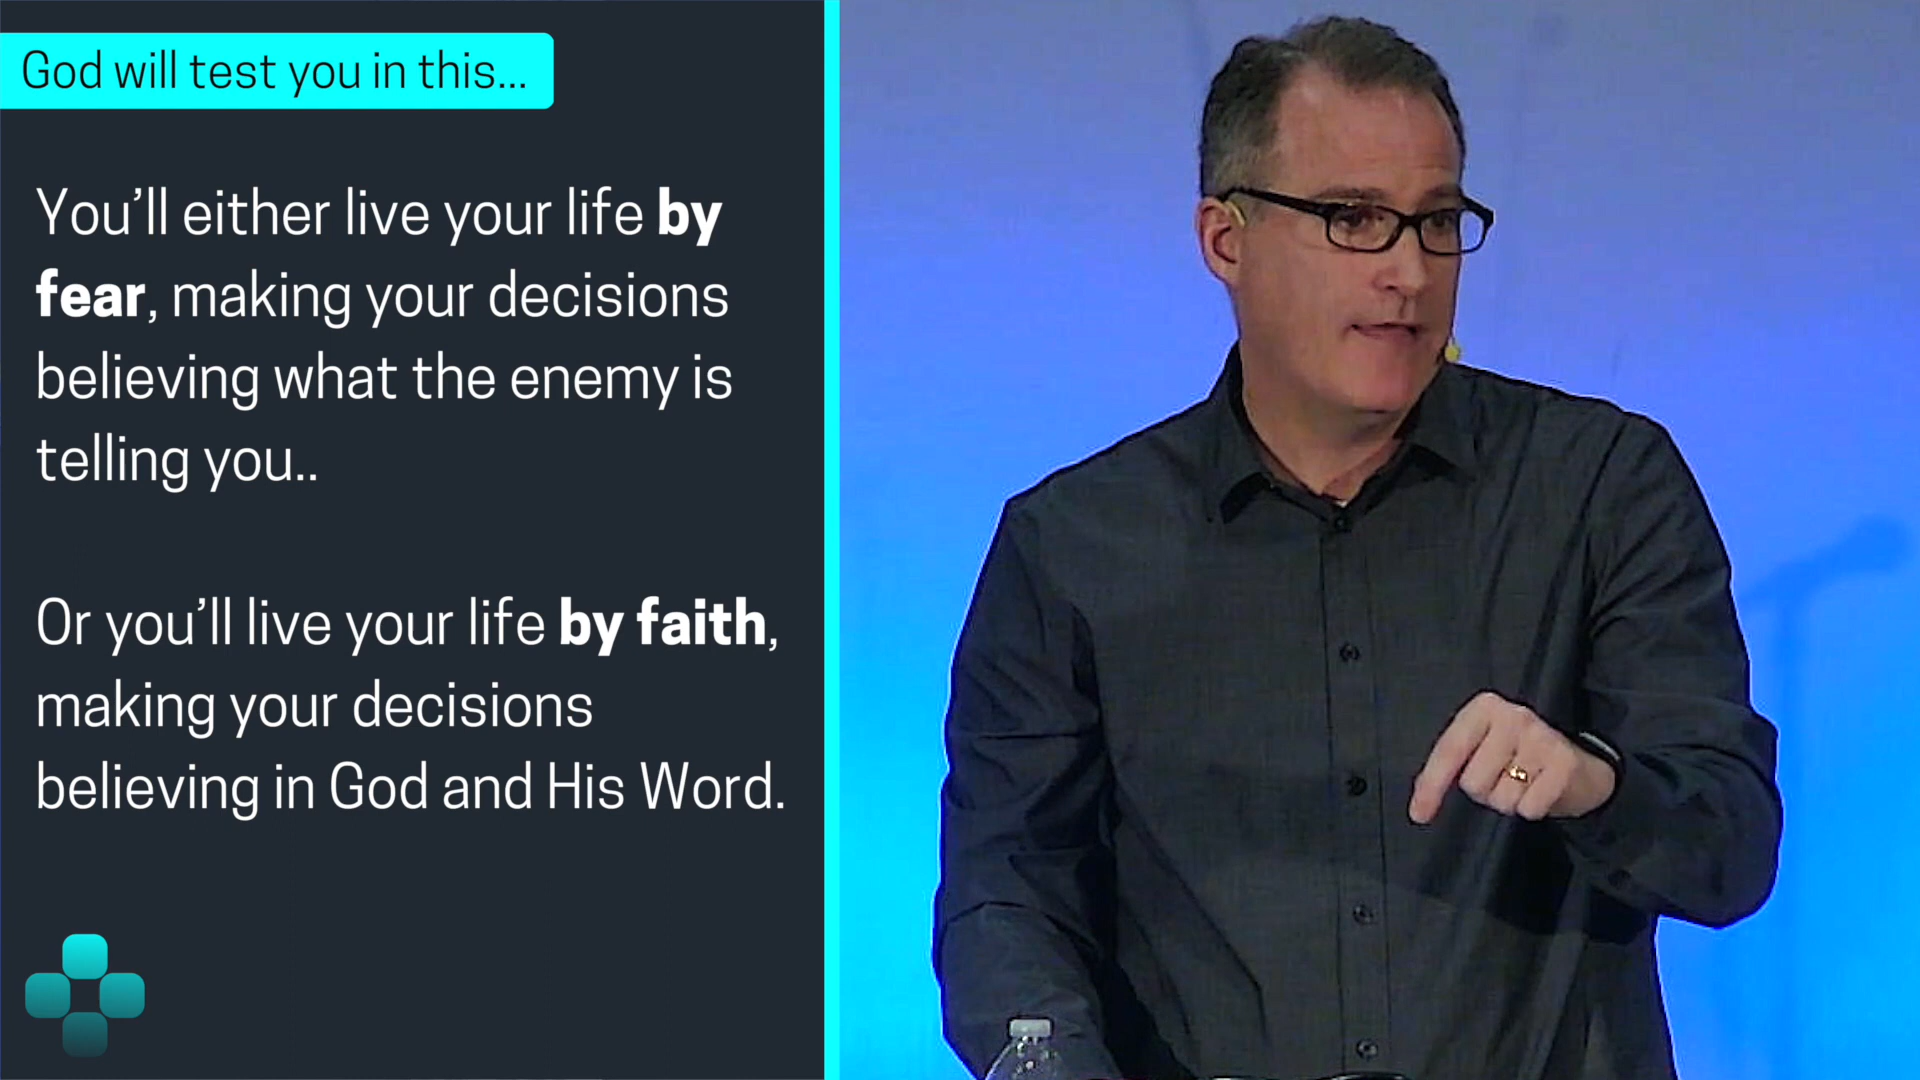 God will test you in this...
You'll either live your life by
fear, making your decisions
believing what the enemy is
telling you..
Or you'll live your life by faith,
making your decisions
believing in God and His Word.